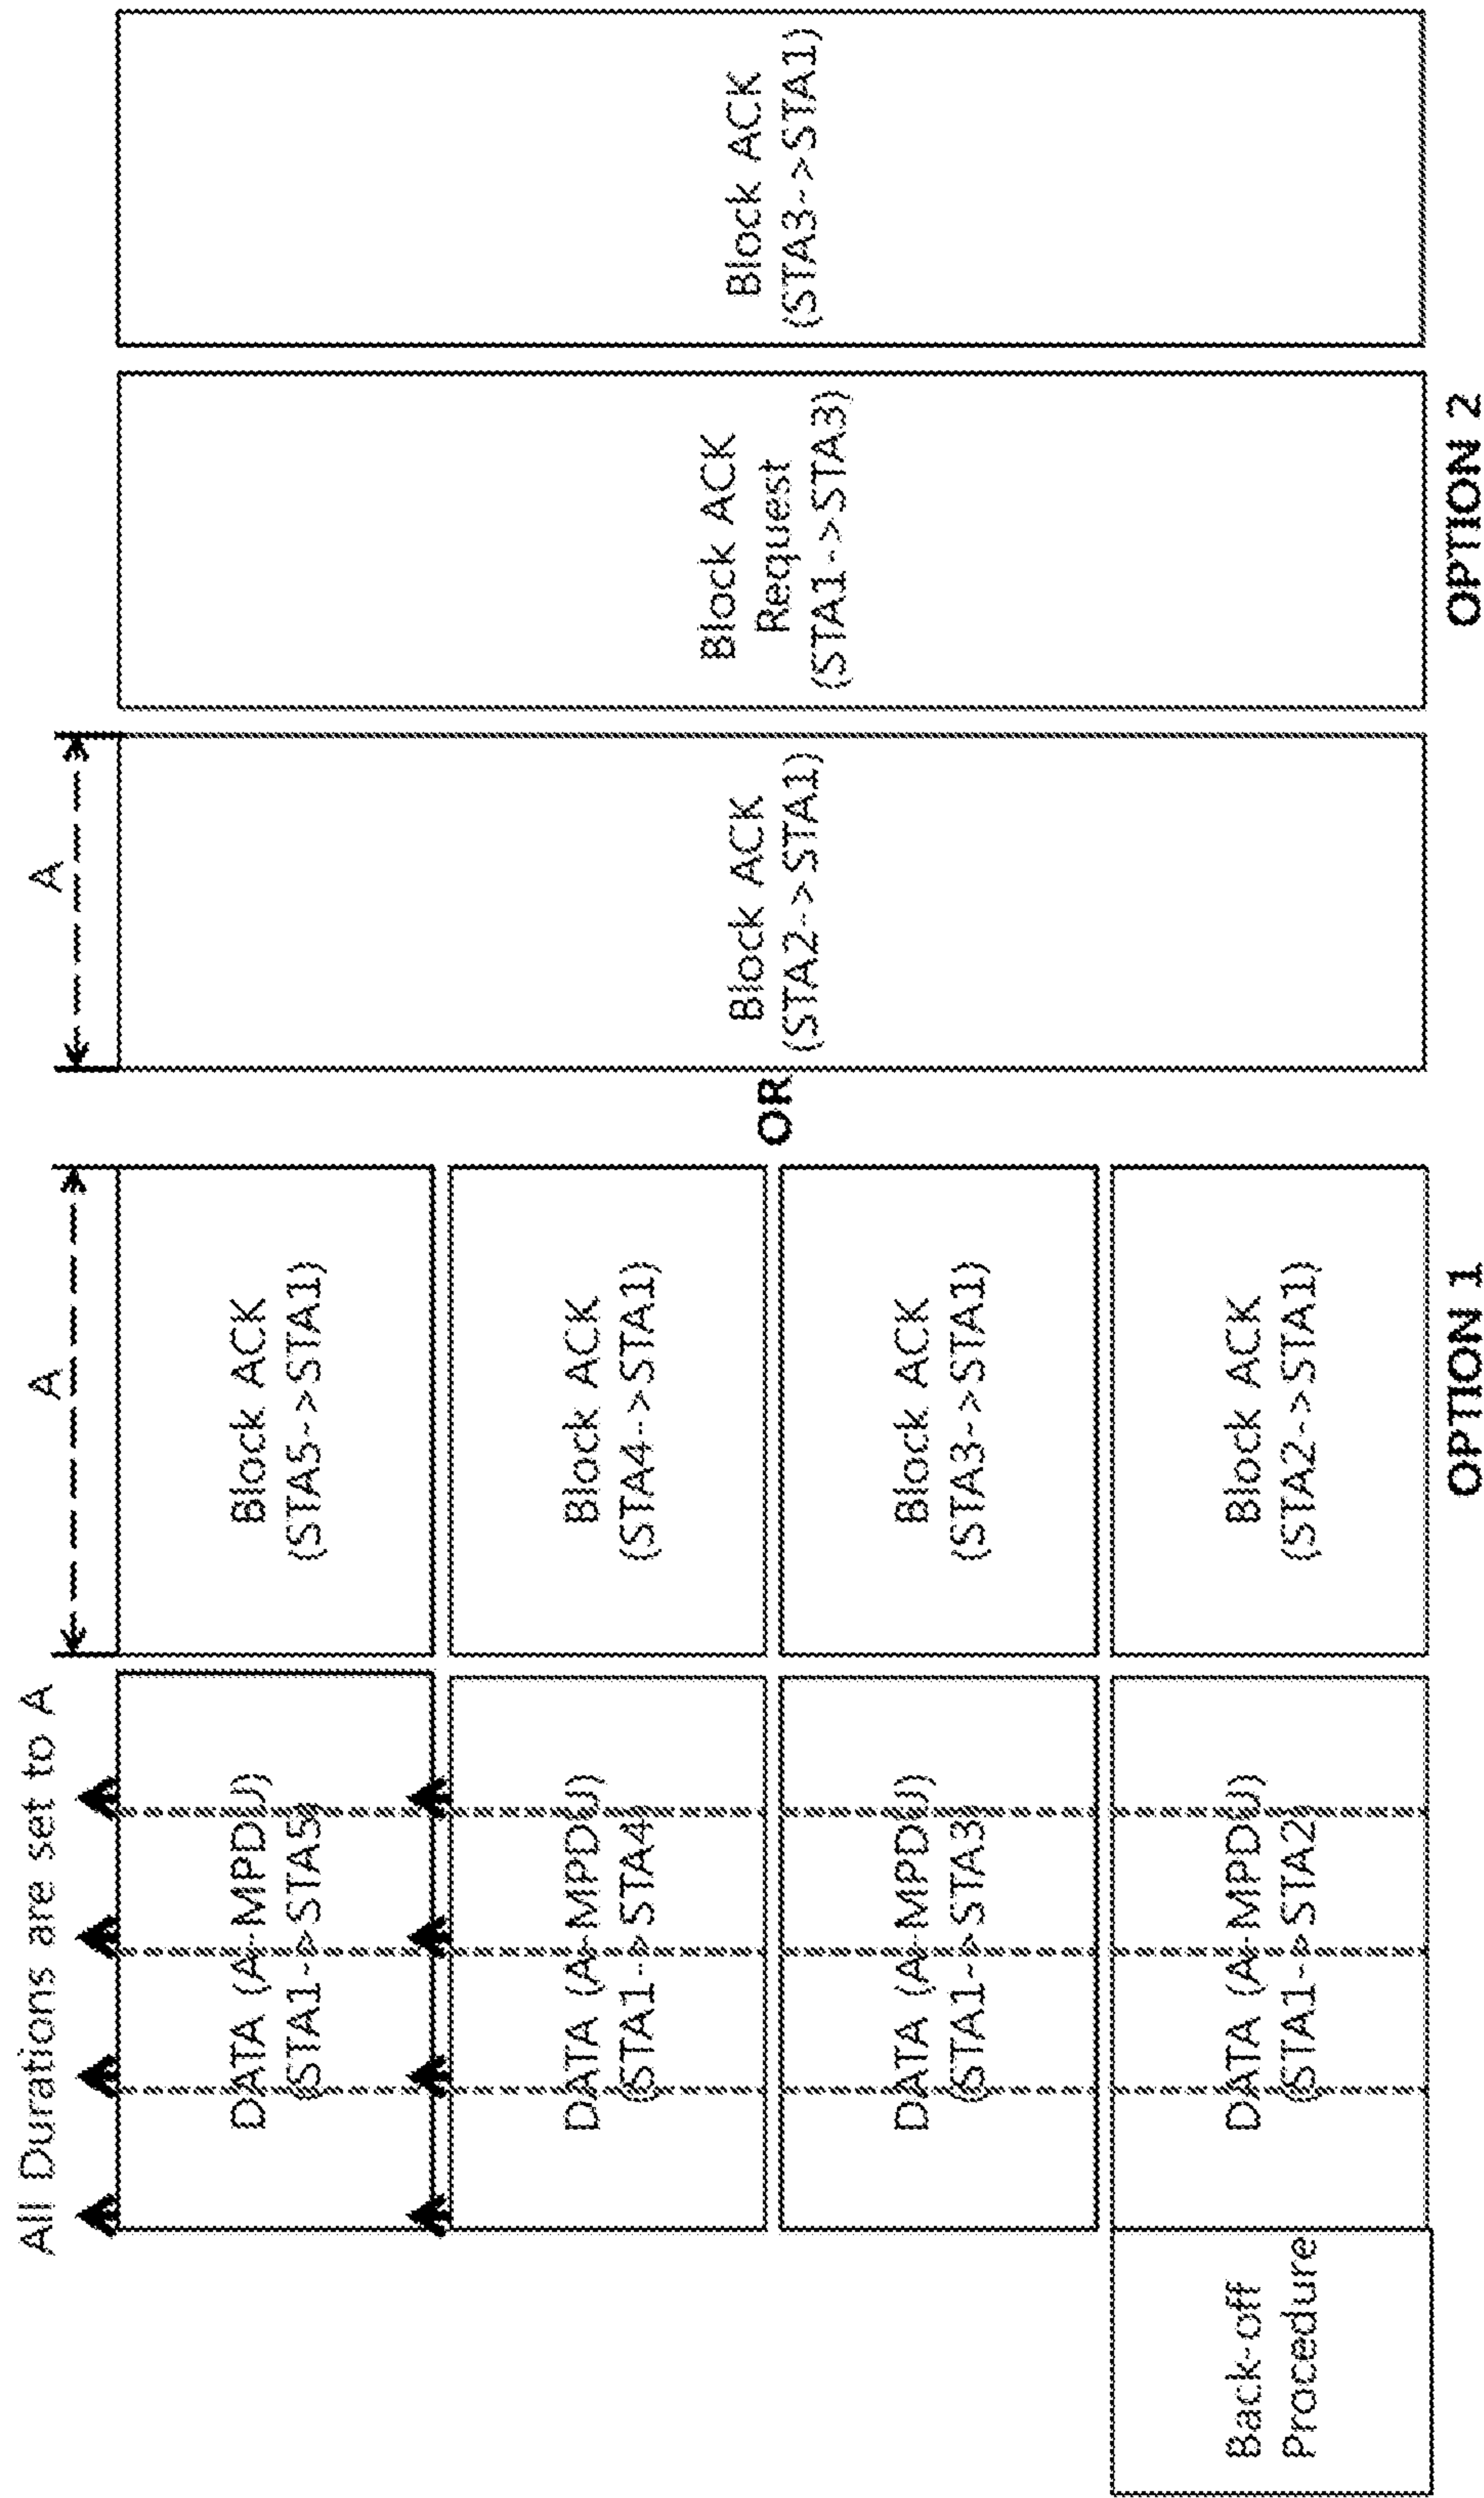 All Durations are set to A
A
A
DATA (A-MPDU)
(STA1->STA5)
Block ACK
(STA5->STA1)
DATA (A-MPDU)
(STA1->STA4)
Block ACK
(STA4->STA1)
DATA (A-MPDU)
(STA1->STA3)
Block ACK
(STA3->STA1)
Back-off
Procedure
DATA (A-MPDU)
(STA1->STA2)
Block ACK
(STA2->STA1)
OR
Block ACK
(STA2->STA1)
Block ACK
Request
(STA1->STA3)
Block ACK
(STA3->STA1)
OPTION 1
OPTION 2